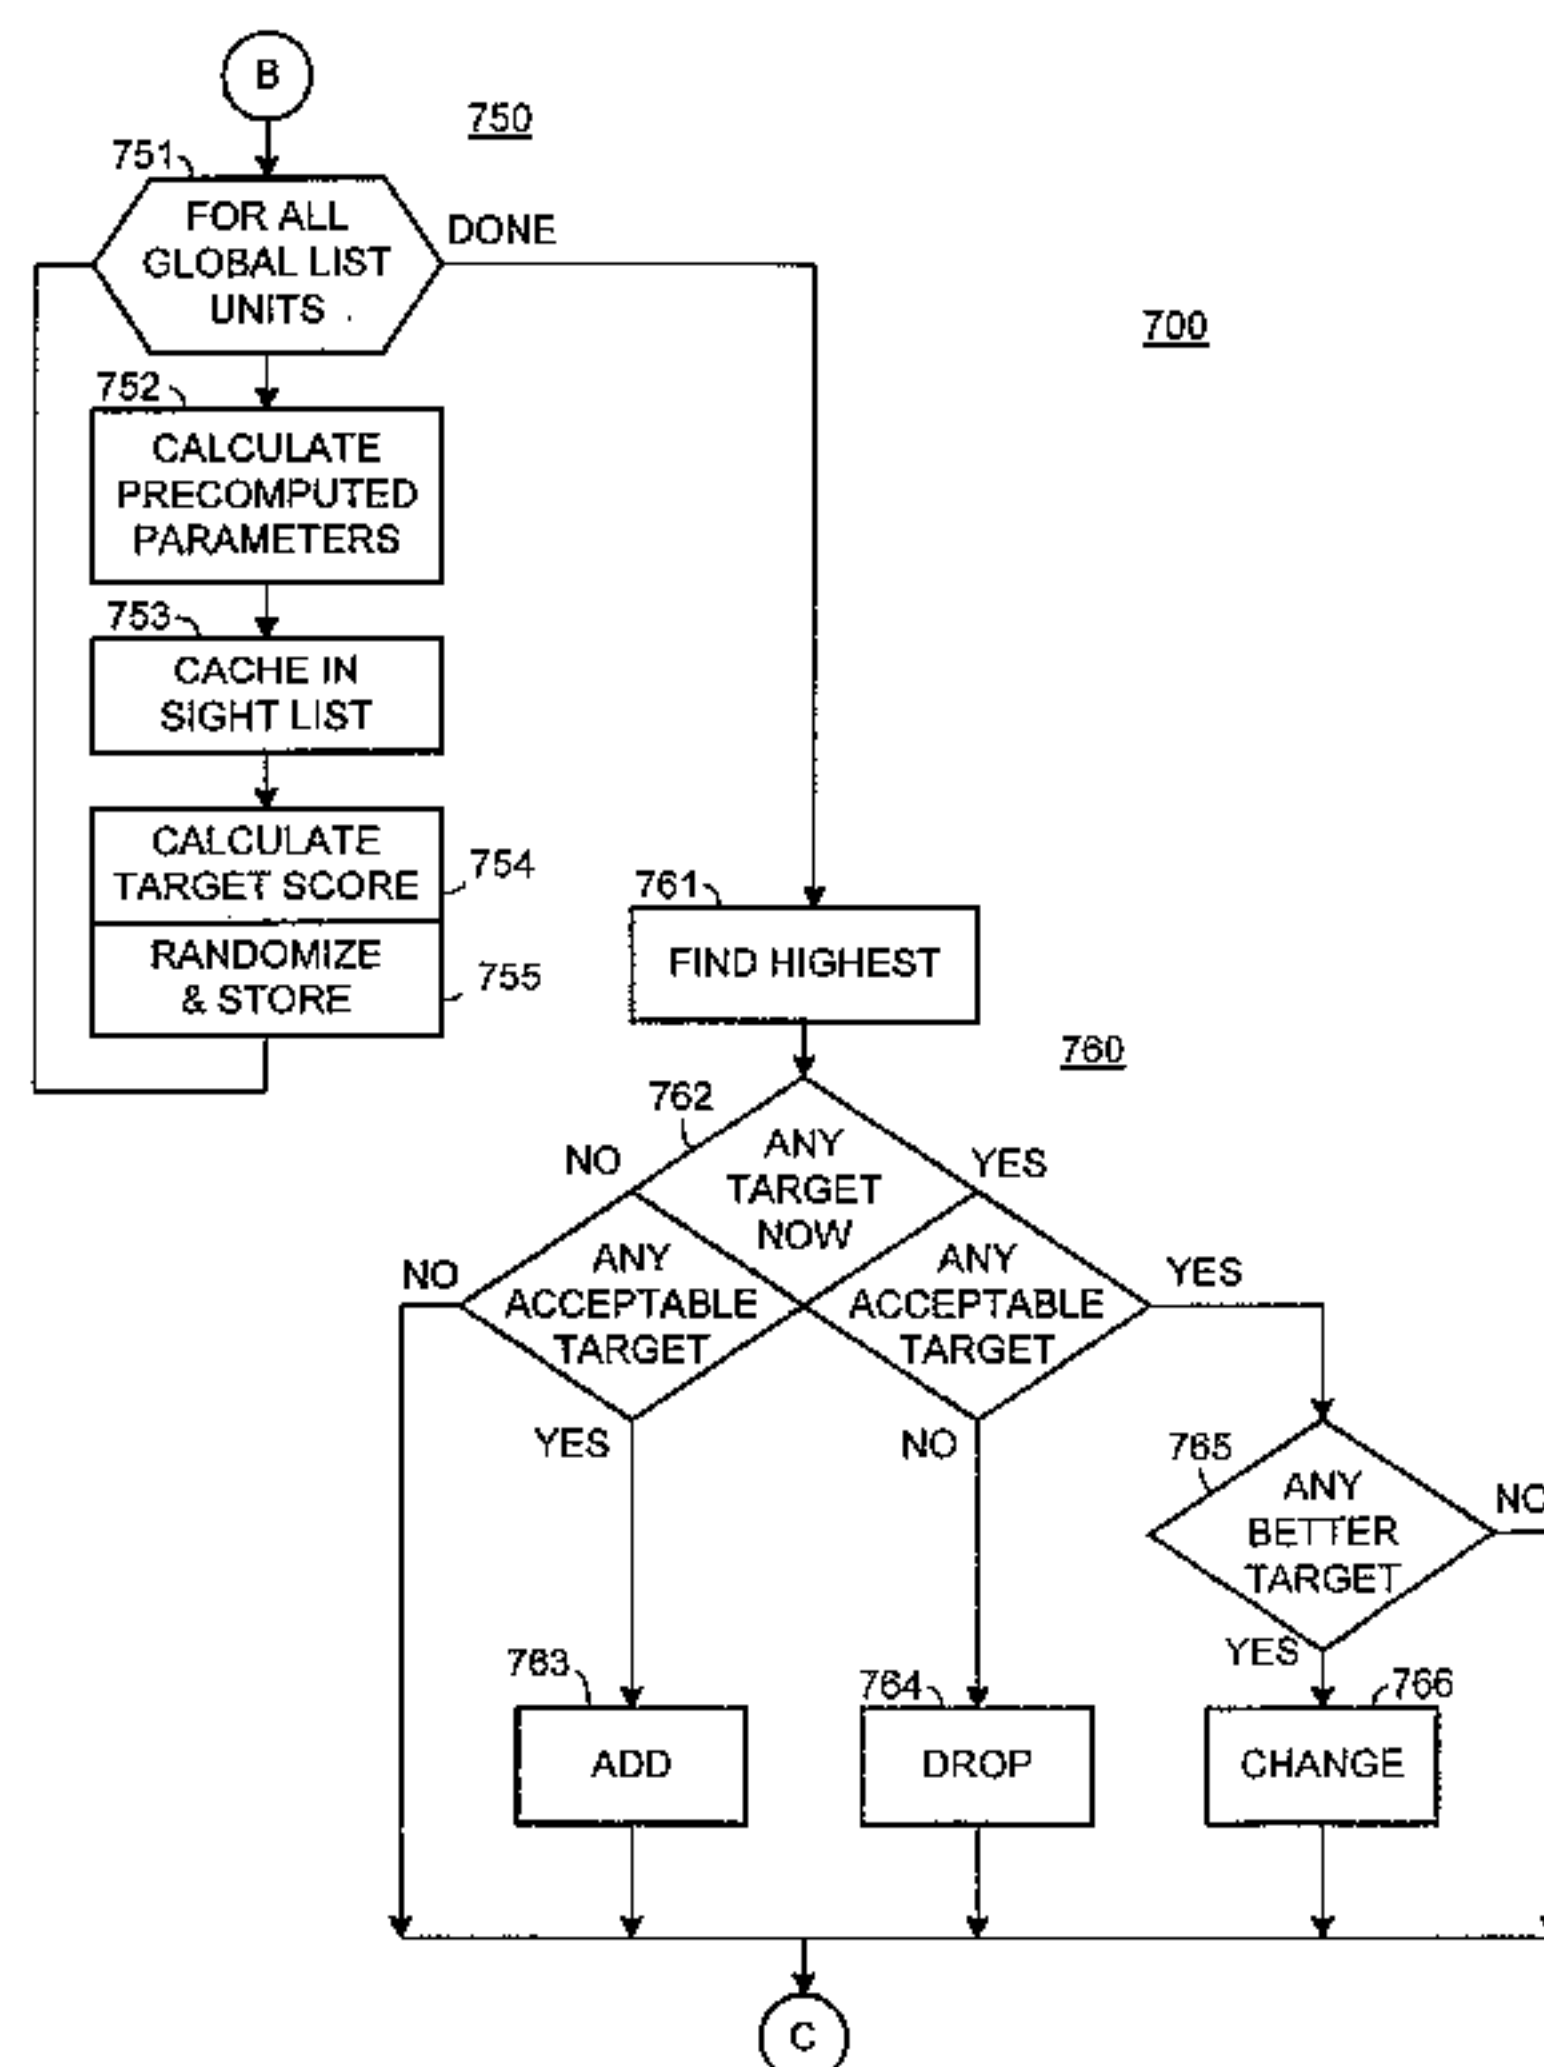 B
750
751
FOR ALL
GLOBAL LIST
UNITS
DONE
700
752
CALCULATE
PRECOMPUTED
PARAMETERS
753
CACHE IN
SIGHT LIST
CALCULATE
TARGET SCORE
754
RANDOMIZE
& STORE
755
761
FIND HIGHEST
760
762
NO
ANY
TARGET
NOW
YES
NO
ANY
ACCEPTABLE
TARGET
ANY
ACCEPTABLE
TARGET
YES
YES
NO
765
ANY
BETTER
TARGET
NO
YES
763
ADD
764
DROP
766
CHANGE
C